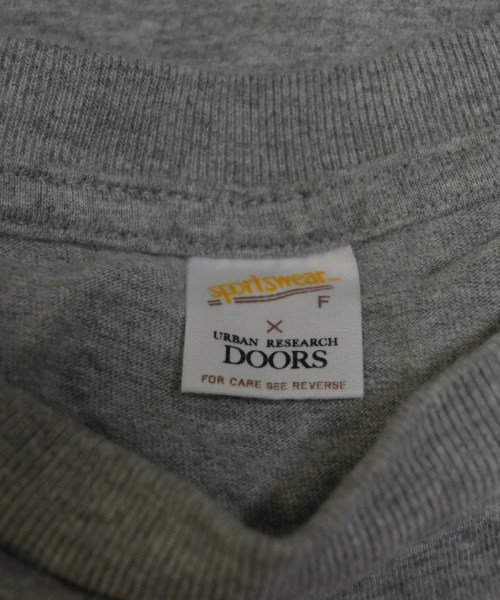 sportswear
F
×
URBAN RESEARCH
DOORS
FOR CARE SEE REVERSE